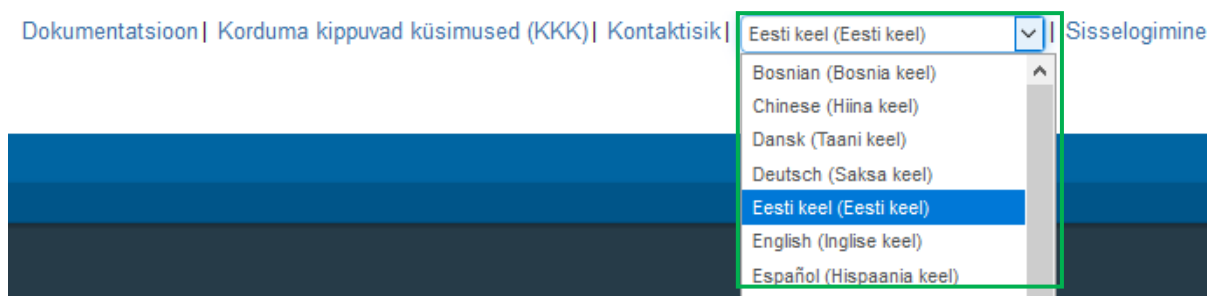 Dokumentatsioon| Korduma kippuvad küsimused (KKK)| Kontaktisik| Eesti keel (Eesti keel) | Sisselogimine
Bosnian (Bosnia keel)
Chinese (Hiina keel)
Dansk (Taani keel)
Deutsch (Saksa keel)
Eesti keel (Eesti keel)
English (Inglise keel)
Español (Hispaania keel)